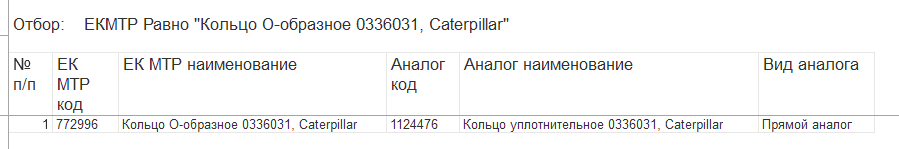 Отбор: ЕКМТР Равно "Кольцо О-образное 0336031, Caterpillar"
№ п/п ЕК МТР код ЕК МТР наименование Аналог код Аналог наименование Вид аналога
1 772996 Кольцо О-образное 0336031, Caterpillar 1124476 Кольцо уплотнительное 0336031, Caterpillar Прямой аналог